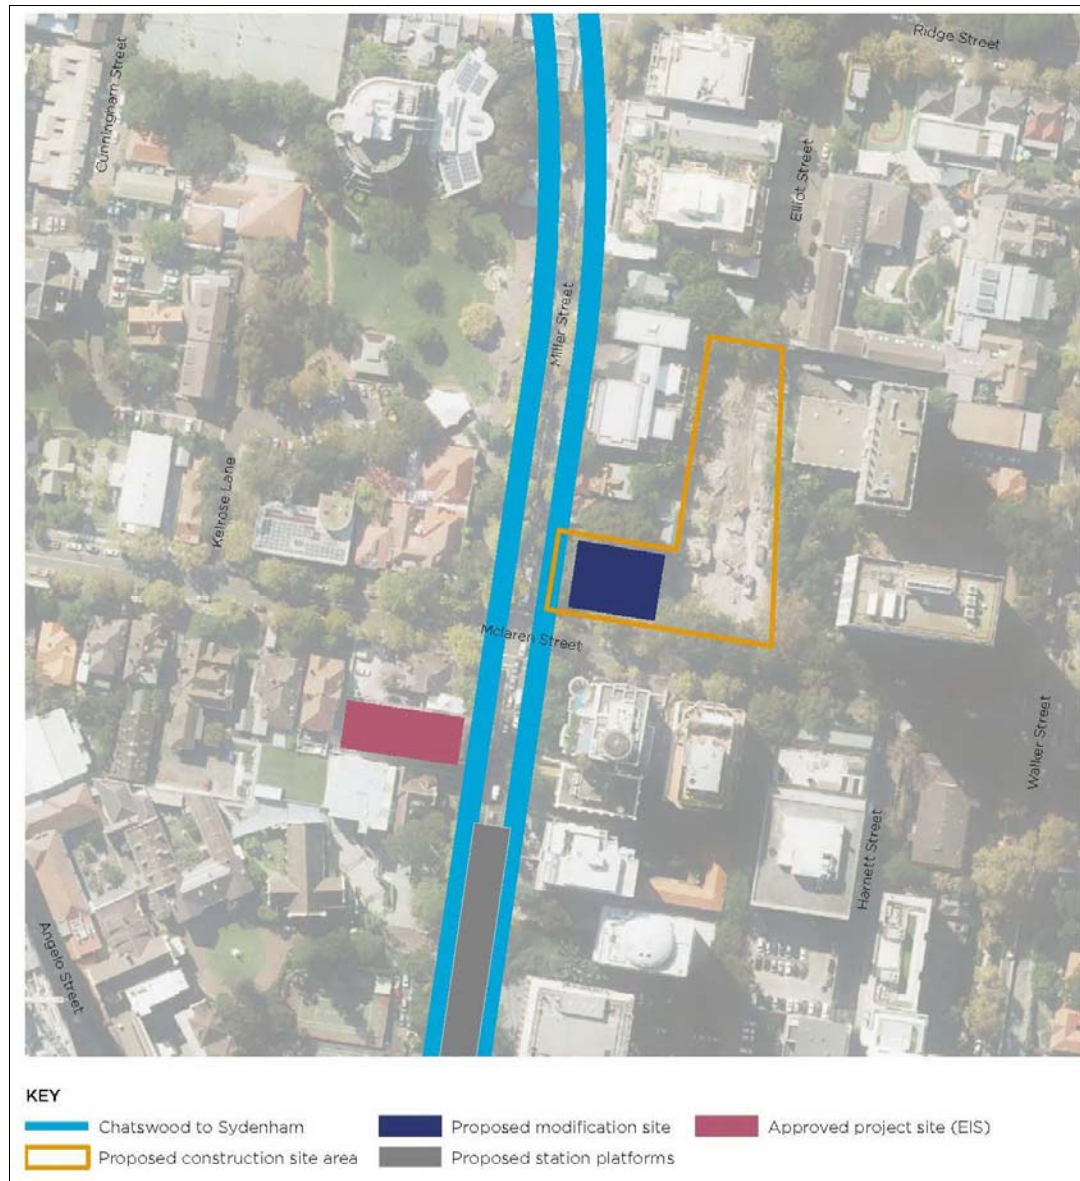 Ridge Street
Cunningham Street
Elliot Street
Miller Street
Kelrose Lane
Mclaren Street
Walker Street
Harnett Street
Angelo Street
KEY
Chatswood to Sydenham
Proposed modification site
Approved project site (EIS)
Proposed construction site area
Proposed station platforms